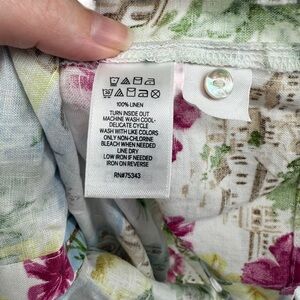 100% LINEN
TURN INSIDE OUT
MACHINE WASH COOL-
DELICATE CYCLE
WASH WITH LIKE COLORS
ONLY NON-CHLORINE
BLEACH WHEN NEEDED
LINE DRY
LOW IRON IF NEEDED
IRON ON REVERSE
RN#75343